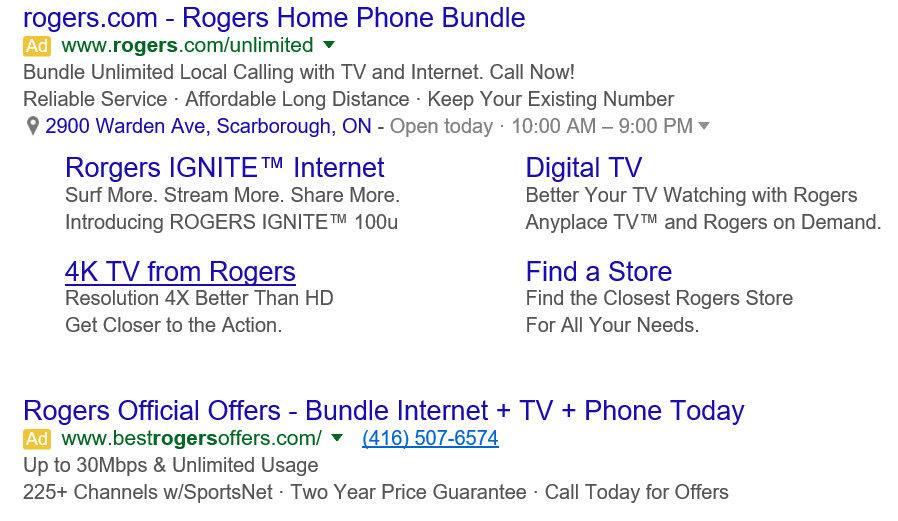 rogers.com - Rogers Home Phone Bundle
Ad www.rogers.com/unlimited
Bundle Unlimited Local Calling with TV and Internet. Call Now!
Reliable Service · Affordable Long Distance · Keep Your Existing Number
2900 Warden Ave, Scarborough, ON - Open today · 10:00 AM – 9:00 PM
Rorgers IGNITE™ Internet
Surf More. Stream More. Share More.
Introducing ROGERS IGNITE™ 100u
Digital TV
Better Your TV Watching with Rogers
Anyplace TV™ and Rogers on Demand.
4K TV from Rogers
Resolution 4X Better Than HD
Get Closer to the Action.
Find a Store
Find the Closest Rogers Store
For All Your Needs.
Rogers Official Offers - Bundle Internet + TV + Phone Today
Ad www.bestrogersoffers.com/ (416) 507-6574
Up to 30Mbps & Unlimited Usage
225+ Channels w/SportsNet · Two Year Price Guarantee · Call Today for Offers